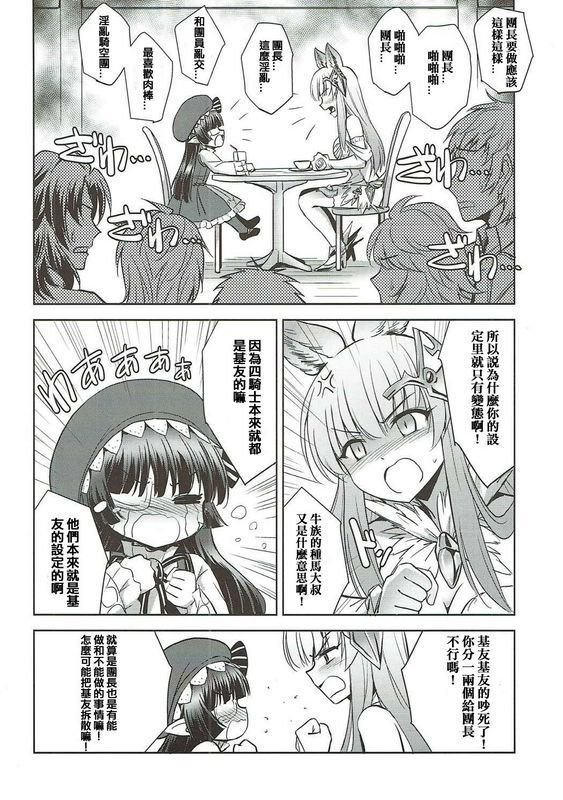 團長要做應該
這樣這樣…
團長
啪啪啪
啪啪啪
團長
團長
這麼淫亂
和團員亂交
最喜歡肉棒
淫亂騎空團…
ざわ…
ざわ…
ざわ…
ざわ…
所以說為什麼你的設
定里就只有變態啊！
因為四騎士本來就都
是基友的嘛
わああぁぁ
牛族的種馬大叔
又是什麼意思啊！
他們本來就是基
友的設定的啊
基友基友的吵死了！
你分一兩個給團長
不行嗎！
就算是團長也是有能
做和不能做的事情嘛！
怎麼可能把基友拆散嘛！